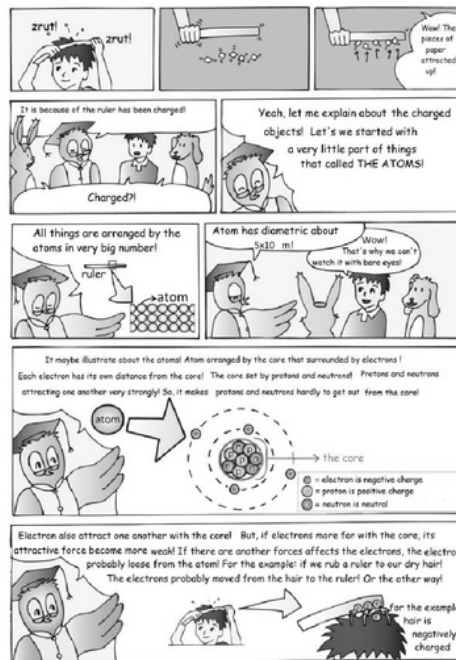 zrut!
zrut!
Wow! The
pieces of
paper
attracted
up!
It is because of the ruler has been charged!
Charged?!
Yeah, let me explain about the charged
objects! Let's we started with
a very little part of things
that called THE ATOMS!
All things are arranged by the
atoms in very big number!
ruler
atom
Atom has diametric about
5x10 m!
Wow!
That's why we can't
watch it with bare eyes!
It maybe illustrate about the atoms! Atom arranged by the core that surrounded by electrons !
Each electron has its own distance from the core! The core set by protons and neutrons! Protons and neutrons
attracting one another very strongly! So, it makes protons and neutrons hardly to get out from the core!
atom
the core
= electron is negative charge
= proton is positive charge
= neutron is neutral
Electron also attract one another with the core! But, if electrons more far with the core, its
attractive force become more weak! If there are another forces affects the electrons, the electron
probably loose from the atom! For the example: if we rub a ruler to our dry hair!
The electrons probably moved from the hair to the ruler! Or the other way!
for the example
hair is
negatively
charged